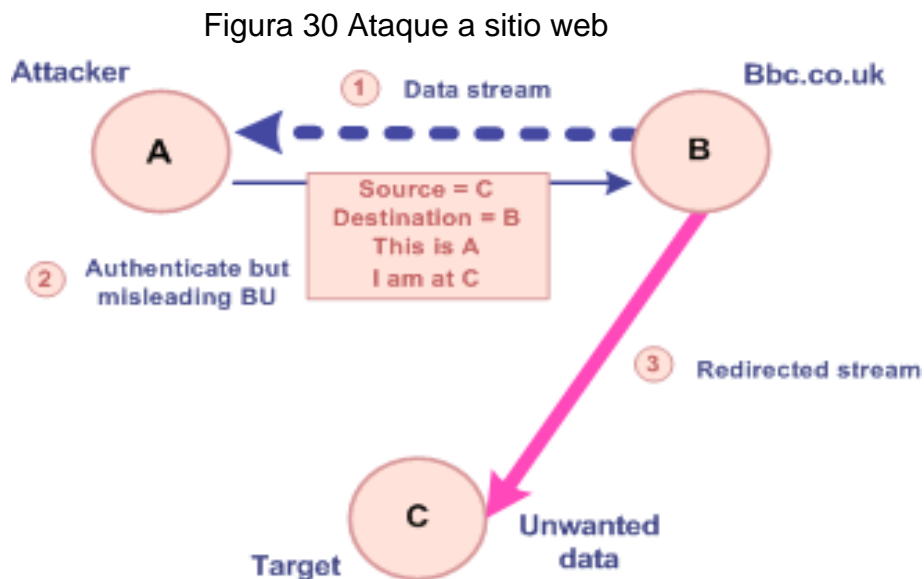 Figura 30 Ataque a sitio web
Attacker
Bbc.co.uk
1
Data stream
A
B
Source = C
Destination = B
This is A
I am at C
2
Authenticate but
misleading BU
3
Redirected stream
C
Unwanted
data
Target